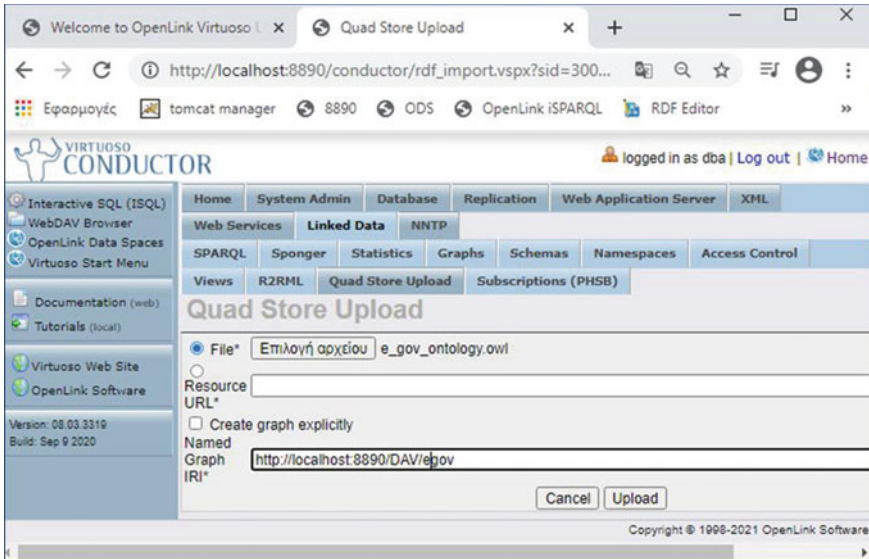 Welcome to OpenLink Virtuoso U
Quad Store Upload
http://localhost:8890/conductor/rdf_import.vspx?sid=300...
Εφαρμογές
tomcat manager
8890
ODS
OpenLink iSPARQL
RDF Editor
VIRTUOSO
CONDUCTOR
logged in as dba | Log out | Home
Interactive SQL (ISQL)
WebDAV Browser
OpenLink Data Spaces
Virtuoso Start Menu
Documentation (web)
Tutorials (local)
Virtuoso Web Site
OpenLink Software
Version: 08.03.3319
Build: Sep 9 2020
Home System Admin Database Replication Web Application Server XML
Web Services Linked Data NNTP
SPARQL Sponger Statistics Graphs Schemas Namespaces Access Control
Views R2RML Quad Store Upload Subscriptions (PHSB)
Quad Store Upload
File* Επιλογή αρχείου e_gov_ontology.owl
Resource
URL*
Create graph explicitly
Named
Graph
IRI*
http://localhost:8890/DAV/egov
Cancel Upload
Copyright © 1998-2021 OpenLink Software